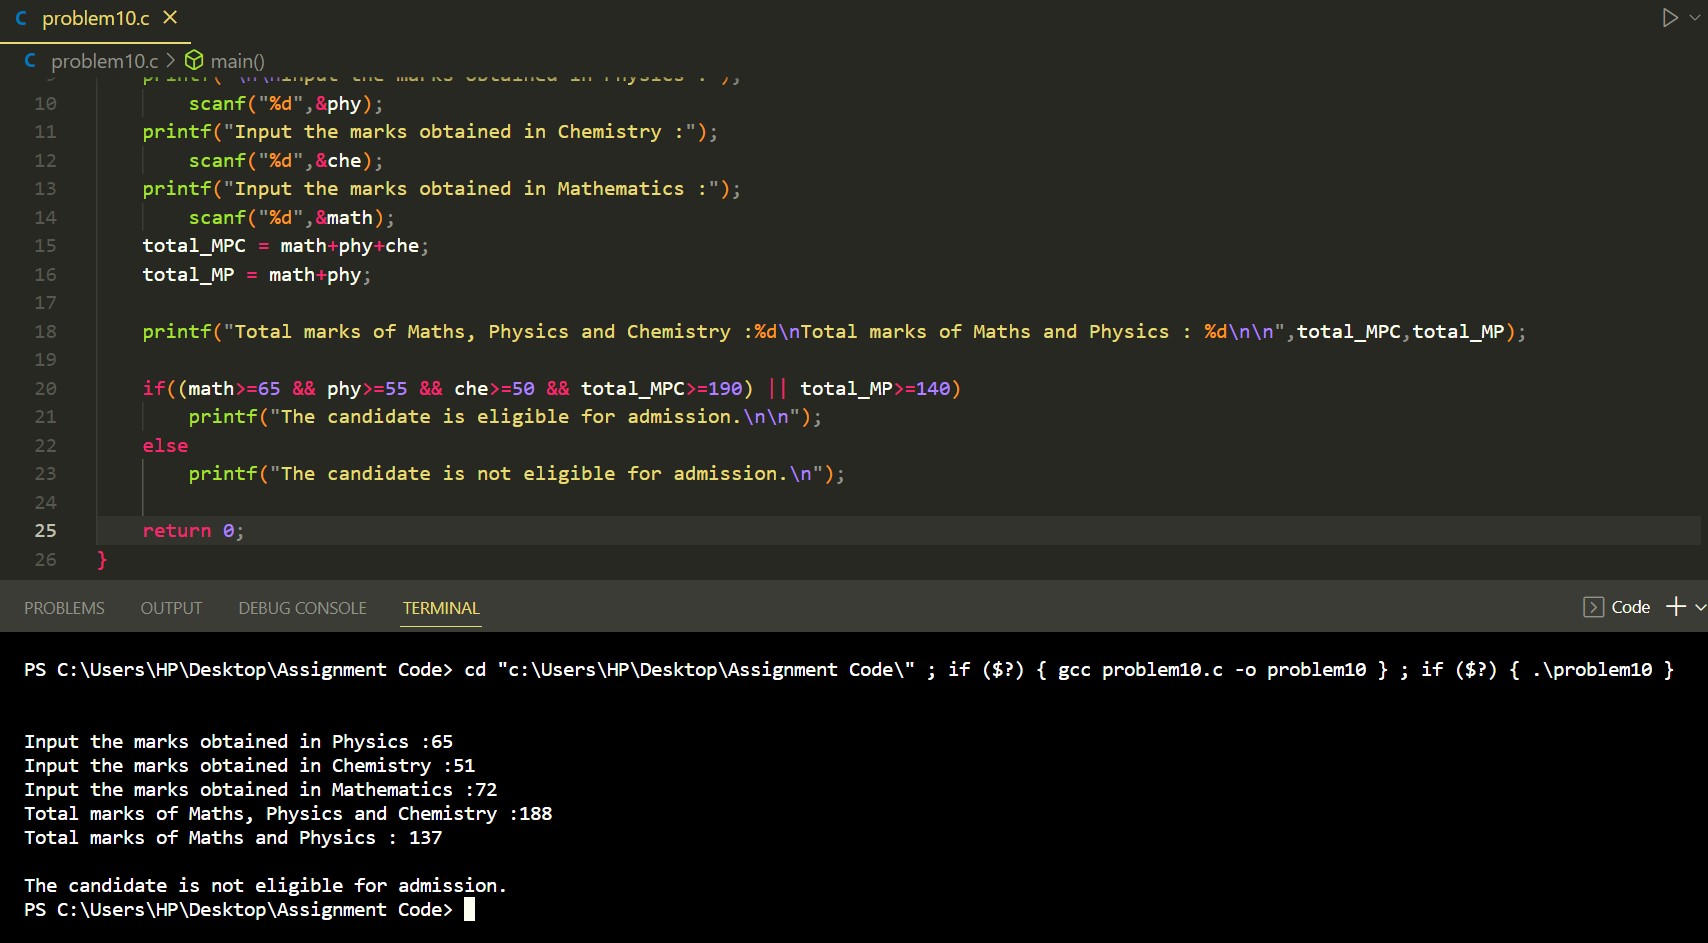 C problem10.c ×
C problem10.c > main()
printf("\n\nInput the marks obtained in Physics :");
10 scanf("%d",&phy);
11 printf("Input the marks obtained in Chemistry :");
12 scanf("%d",&che);
13 printf("Input the marks obtained in Mathematics :");
14 scanf("%d",&math);
15 total_MPC = math+phy+che;
16 total_MP = math+phy;
17
18 printf("Total marks of Maths, Physics and Chemistry :%d\nTotal marks of Maths and Physics : %d\n\n",total_MPC,total_MP);
19
20 if((math>=65 && phy>=55 && che>=50 && total_MPC>=190) || total_MP>=140)
21 printf("The candidate is eligible for admission.\n\n");
22 else
23 printf("The candidate is not eligible for admission.\n");
24
25 return 0;
26 }
PROBLEMS OUTPUT DEBUG CONSOLE TERMINAL Code
PS C:\Users\HP\Desktop\Assignment Code> cd "c:\Users\HP\Desktop\Assignment Code\" ; if ($?) { gcc problem10.c -o problem10 } ; if ($?) { .\problem10 }
Input the marks obtained in Physics :65
Input the marks obtained in Chemistry :51
Input the marks obtained in Mathematics :72
Total marks of Maths, Physics and Chemistry :188
Total marks of Maths and Physics : 137
The candidate is not eligible for admission.
PS C:\Users\HP\Desktop\Assignment Code>